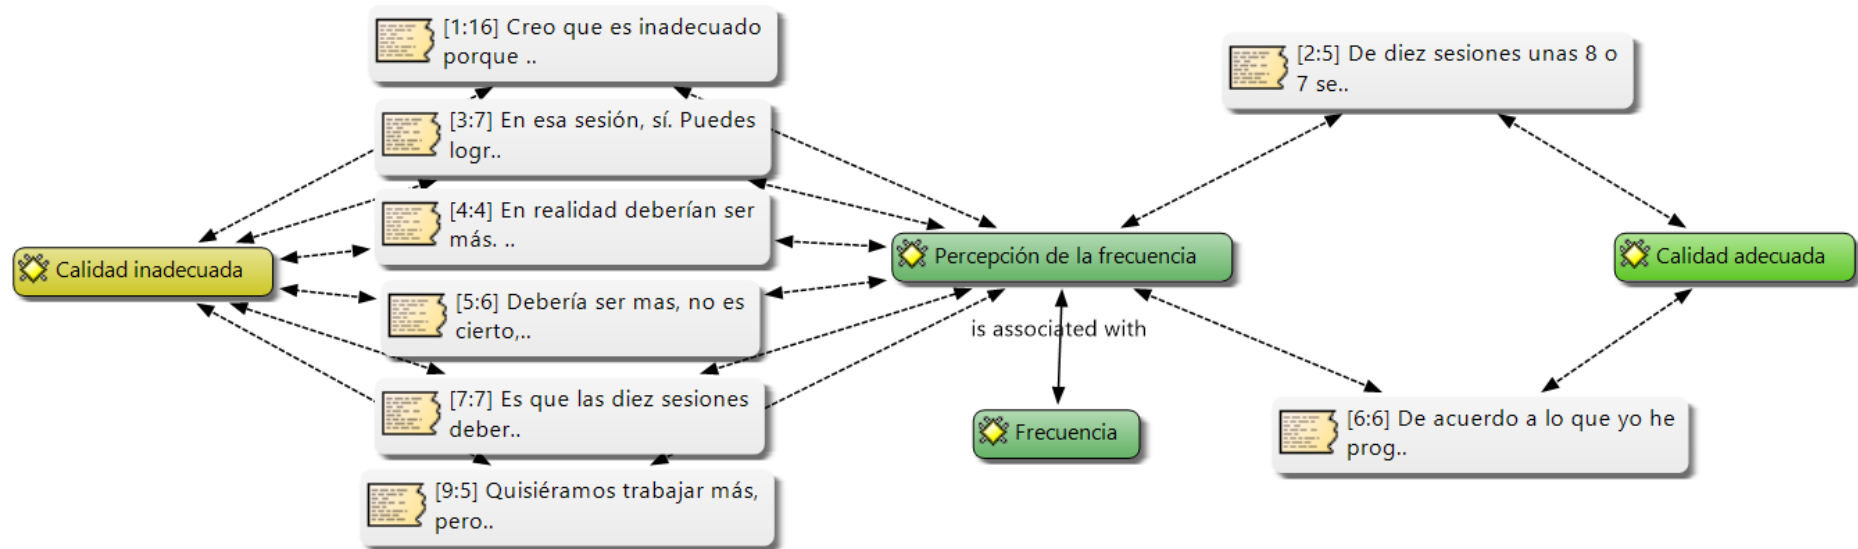 [1:16] Creo que es inadecuado
porque ..
[3:7] En esa sesión, sí. Puedes
logr..
[4:4] En realidad deberían ser
más. ..
Calidad inadecuada
[5:6] Debería ser mas, no es
cierto,..
[7:7] Es que las diez sesiones
deber..
[9:5] Quisiéramos trabajar más,
pero..
Percepción de la frecuencia
is associated with
Frecuencia
[2:5] De diez sesiones unas 8 o
7 se..
Calidad adecuada
[6:6] De acuerdo a lo que yo he
prog..